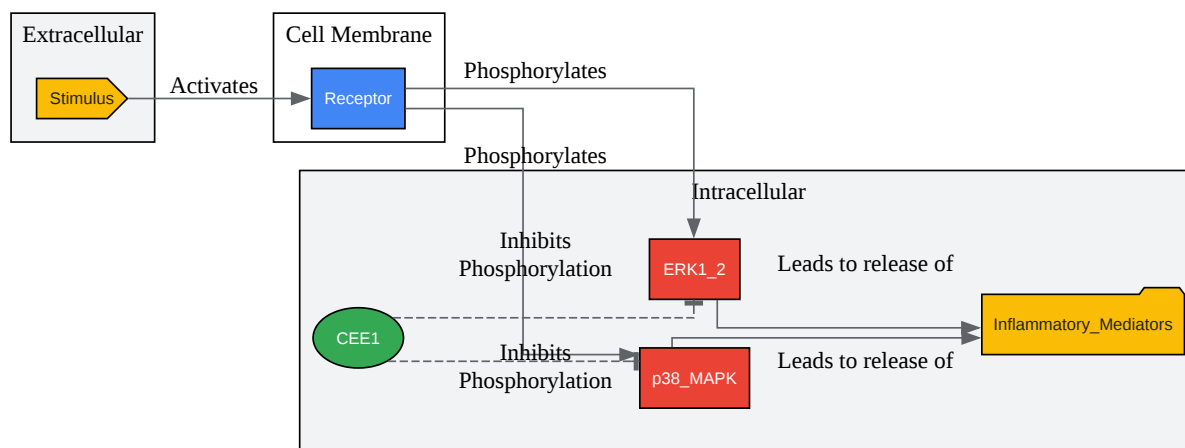 Extracellular
Cell Membrane
Stimulus
Activates
Receptor
Phosphorylates
Phosphorylates
Intracellular
Inhibits
Phosphorylation
ERK1_2
Leads to release of
CEE1
Inhibits
Phosphorylation
p38_MAPK
Leads to release of
Inflammatory_Mediators